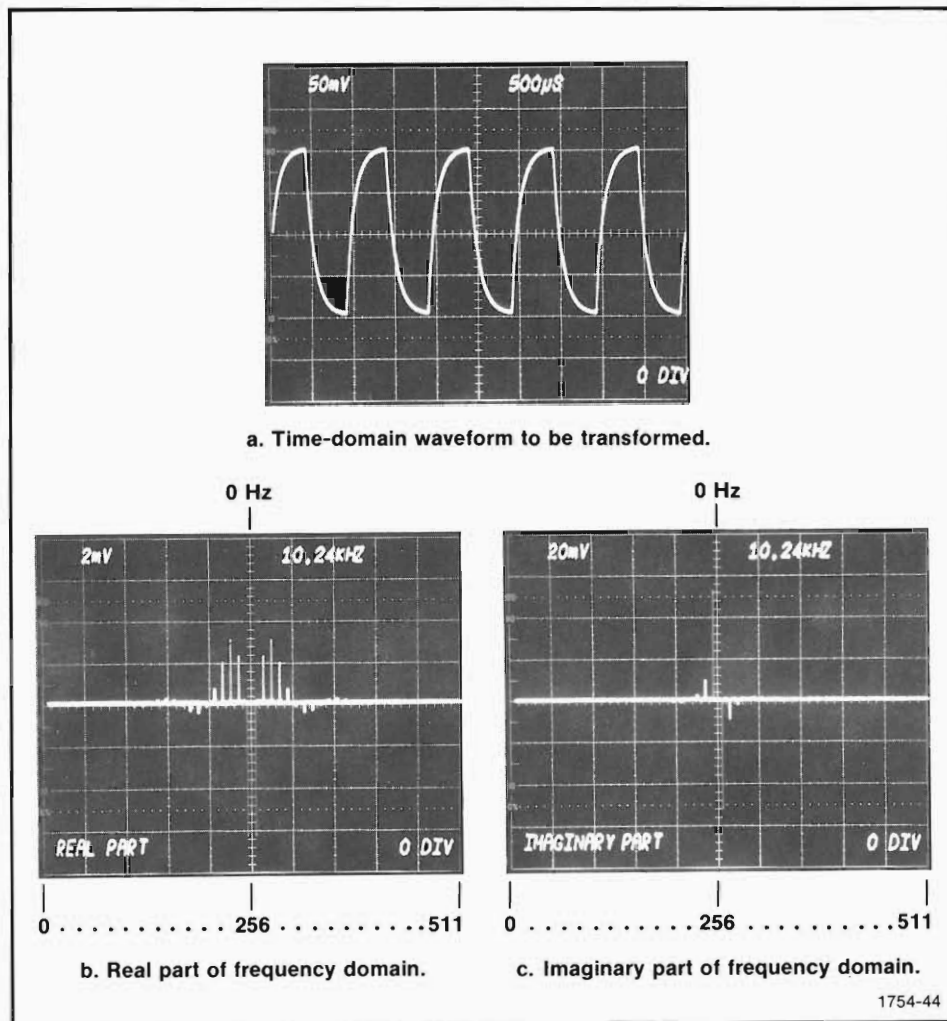 50mV 500µS
0 DIV
a. Time-domain waveform to be transformed.
0 Hz
0 Hz
2mV 10.24KHZ
20mV 10.24KHZ
REAL PART 0 DIV
IMAGINARY PART 0 DIV
0 . . . . . . . . . . . . 256 . . . . . . . . . . . 511
0 . . . . . . . . . . . . 256 . . . . . . . . . . . 511
b. Real part of frequency domain.
c. Imaginary part of frequency domain.
1754-44